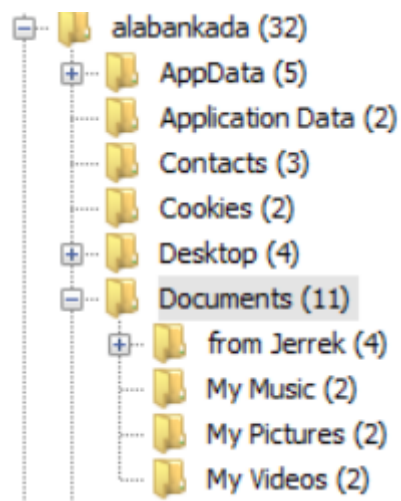 alabankada (32)
AppData (5)
Application Data (2)
Contacts (3)
Cookies (2)
Desktop (4)
Documents (11)
from Jerrek (4)
My Music (2)
My Pictures (2)
My Videos (2)